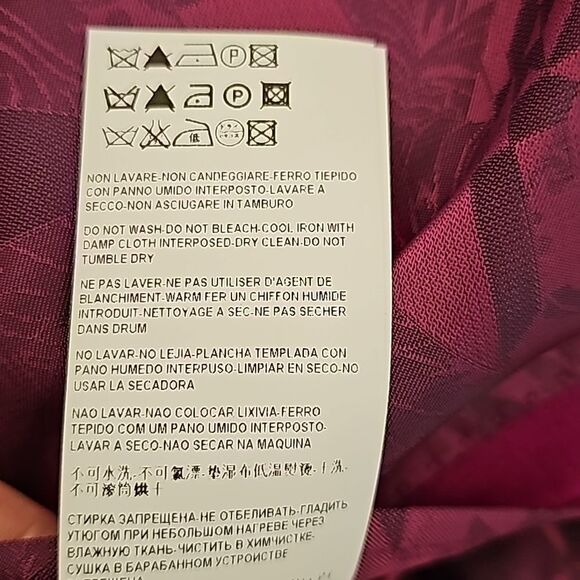 P
P
低 ドライ
NON LAVARE-NON CANDEGGIARE-FERRO TIEPIDO
CON PANNO UMIDO INTERPOSTO-LAVARE A
SECCO-NON ASCIUGARE IN TAMBURO
DO NOT WASH-DO NOT BLEACH-COOL IRON WITH
DAMP CLOTH INTERPOSED-DRY CLEAN-DO NOT
TUMBLE DRY
NE PAS LAVER-NE PAS UTILISER D'AGENT DE
BLANCHIMENT-WARM FER UN CHIFFON HUMIDE
INTRODUIT-NETTOYAGE A SEC-NE PAS SECHER
DANS DRUM
NO LAVAR-NO LEJIA-PLANCHA TEMPLADA CON
PANO HUMEDO INTERPUSO-LIMPIAR EN SECO-NO
USAR LA SECADORA
NAO LAVAR-NAO COLOCAR LIXIVIA-FERRO
TEPIDO COM UM PANO UMIDO INTERPOSTO-
LAVAR A SECO-NAO SECAR NA MAQUINA
不可水洗-不可氯漂-垫湿布低温熨烫-干洗-
不可滚筒烘干
СТИРКА ЗАПРЕЩЕНА-НЕ ОТБЕЛИВАТЬ-ГЛАДИТЬ
УТЮГОМ ПРИ НЕБОЛЬШОМ НАГРЕВЕ ЧЕРЕЗ
ВЛАЖНУЮ ТКАНЬ-ЧИСТИТЬ В ХИМЧИСТКЕ-
СУШКА В БАРАБАННОМ УСТРОЙСТВЕ